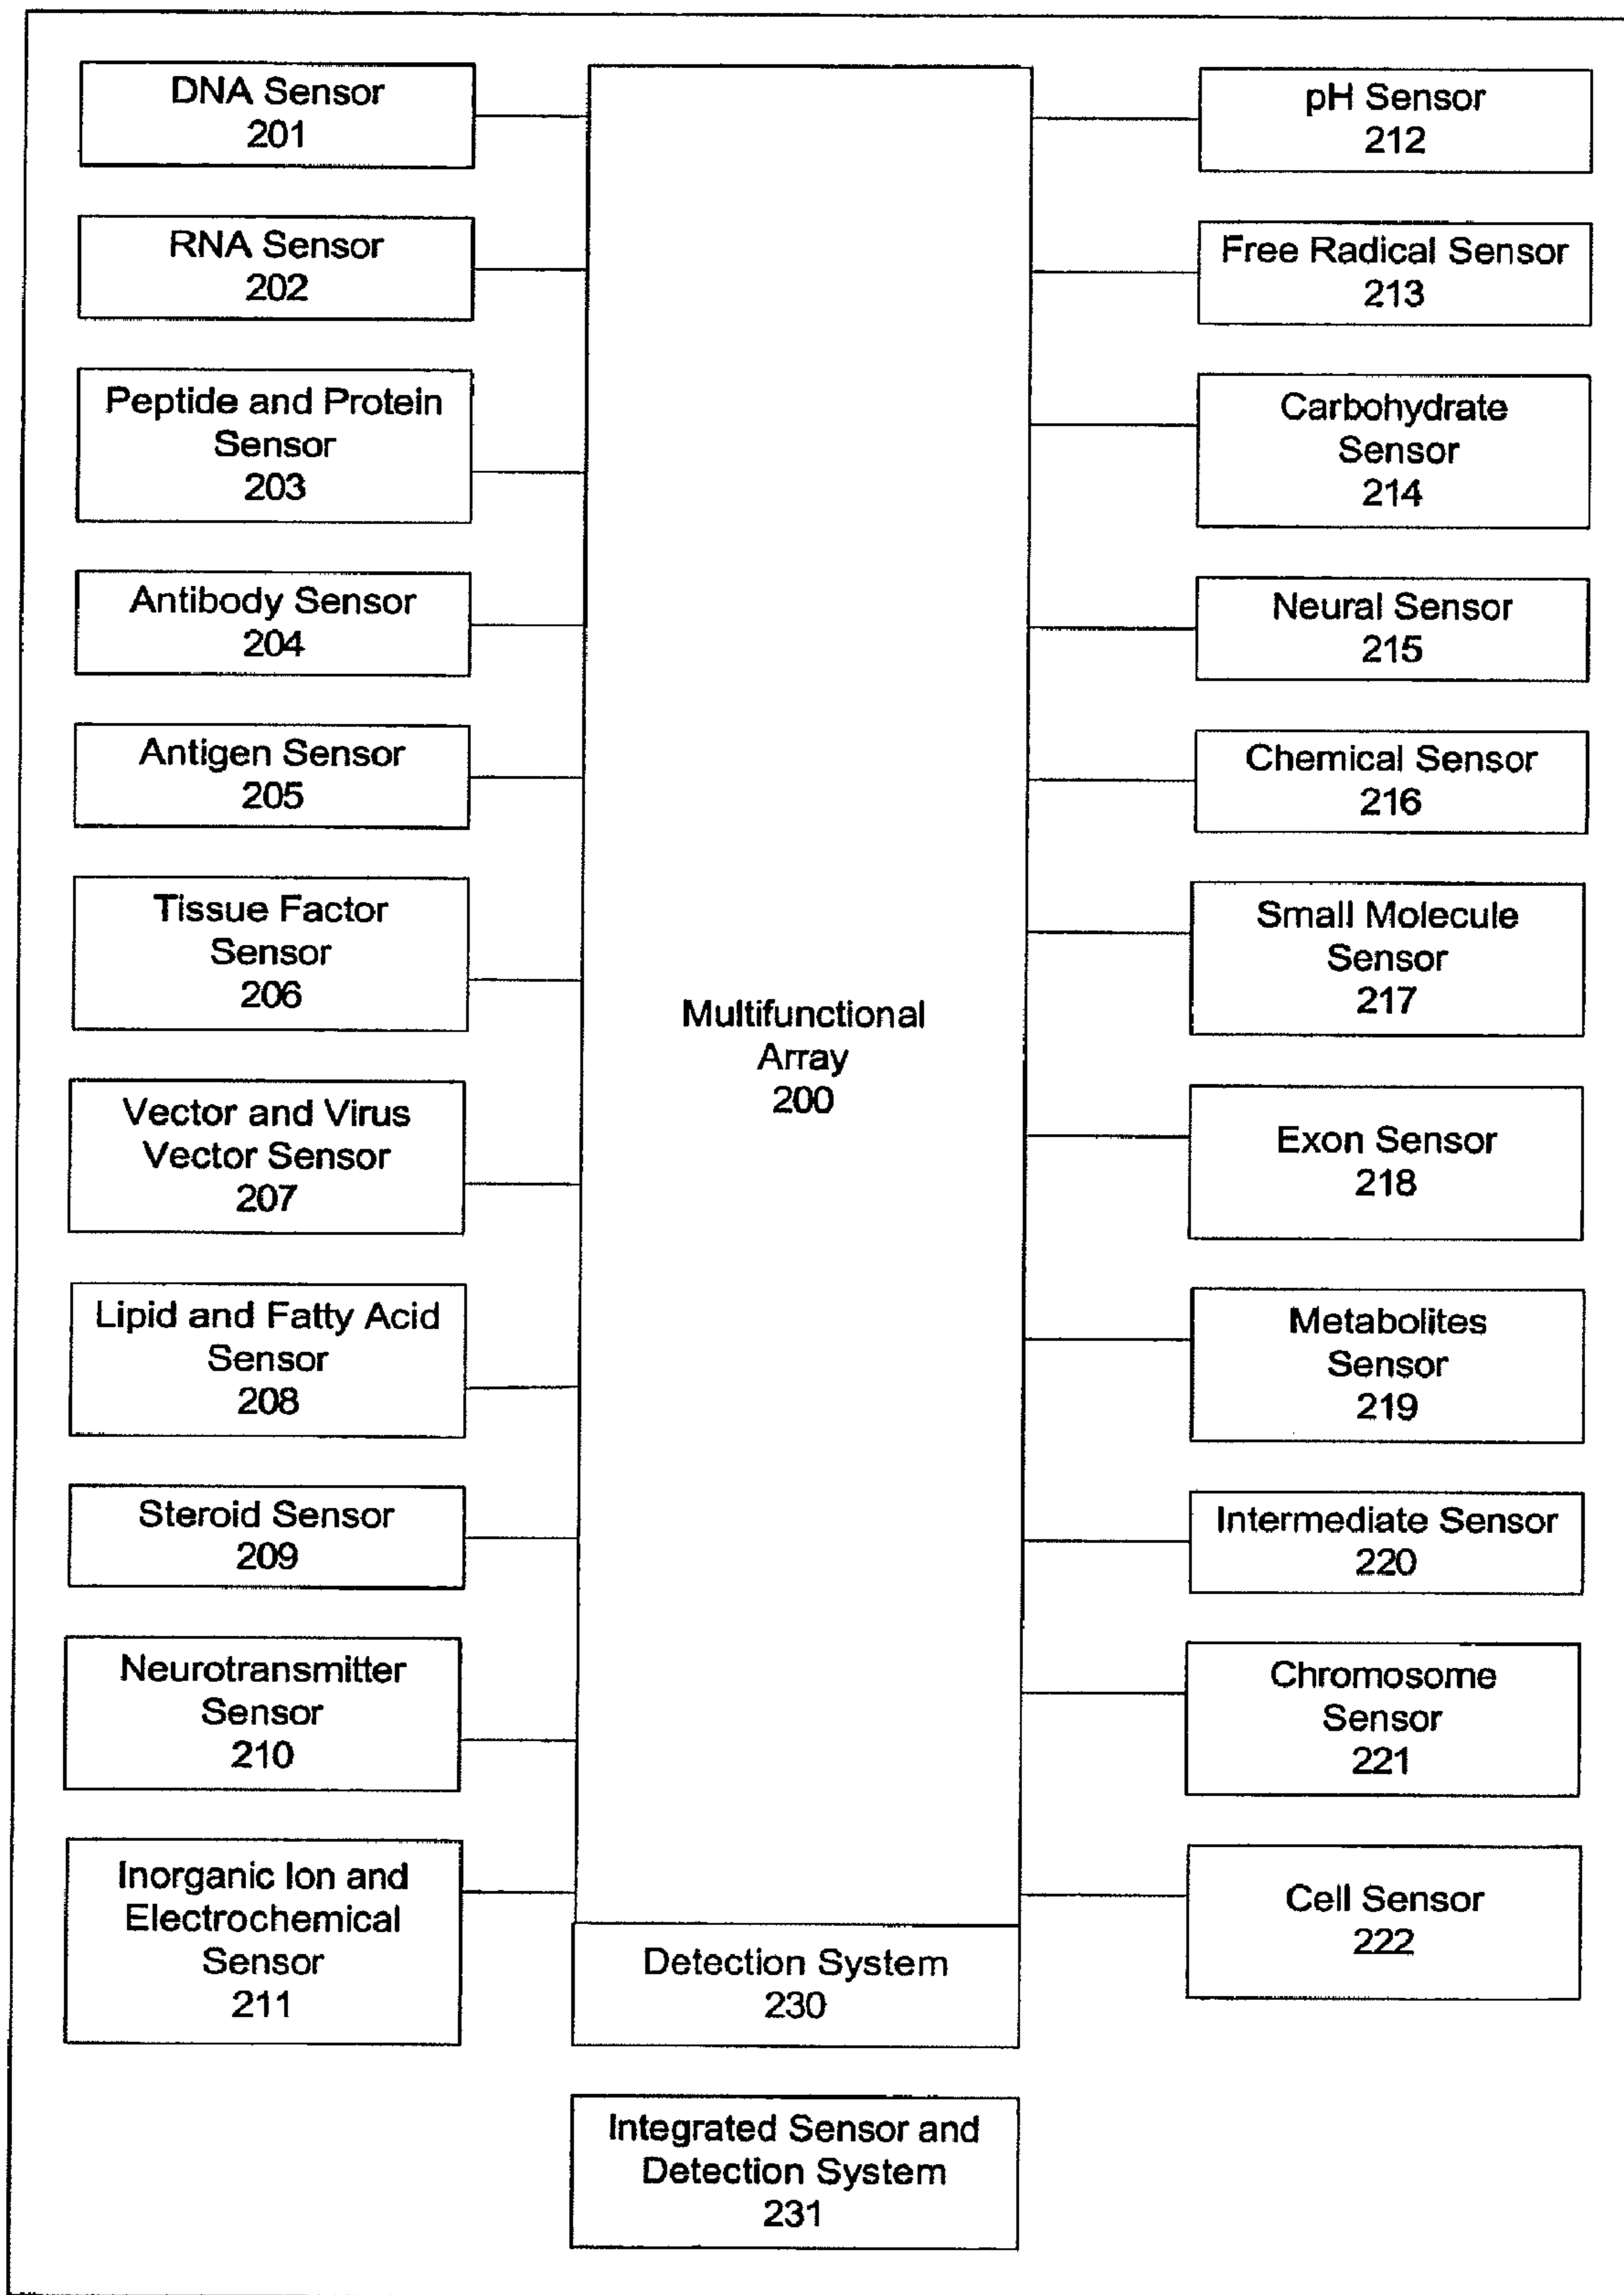 DNA Sensor
201
RNA Sensor
202
Peptide and Protein
Sensor
203
Antibody Sensor
204
Antigen Sensor
205
Tissue Factor
Sensor
206
Vector and Virus
Vector Sensor
207
Lipid and Fatty Acid
Sensor
208
Steroid Sensor
209
Neurotransmitter
Sensor
210
Inorganic Ion and
Electrochemical
Sensor
211
Multifunctional
Array
200
Detection System
230
Integrated Sensor and
Detection System
231
pH Sensor
212
Free Radical Sensor
213
Carbohydrate
Sensor
214
Neural Sensor
215
Chemical Sensor
216
Small Molecule
Sensor
217
Exon Sensor
218
Metabolites
Sensor
219
Intermediate Sensor
220
Chromosome
Sensor
221
Cell Sensor
222